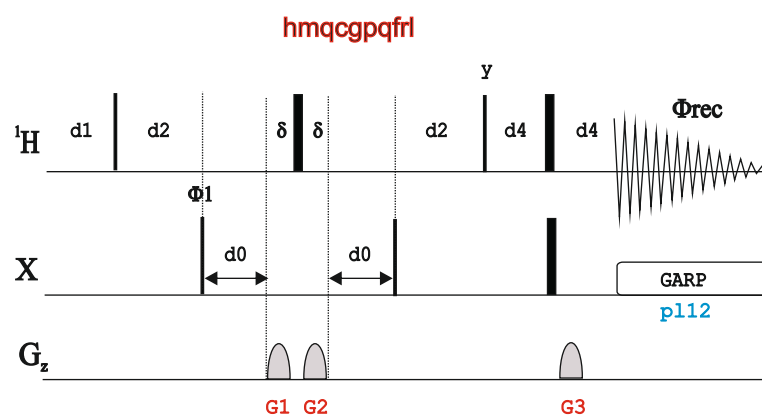 hmqcgpqfrl
y
d1 d2 δ δ d2 d4 d4 Φrec
¹H
Φ1
d0 d0
X
GARP
pl12
Gz
G1 G2 G3